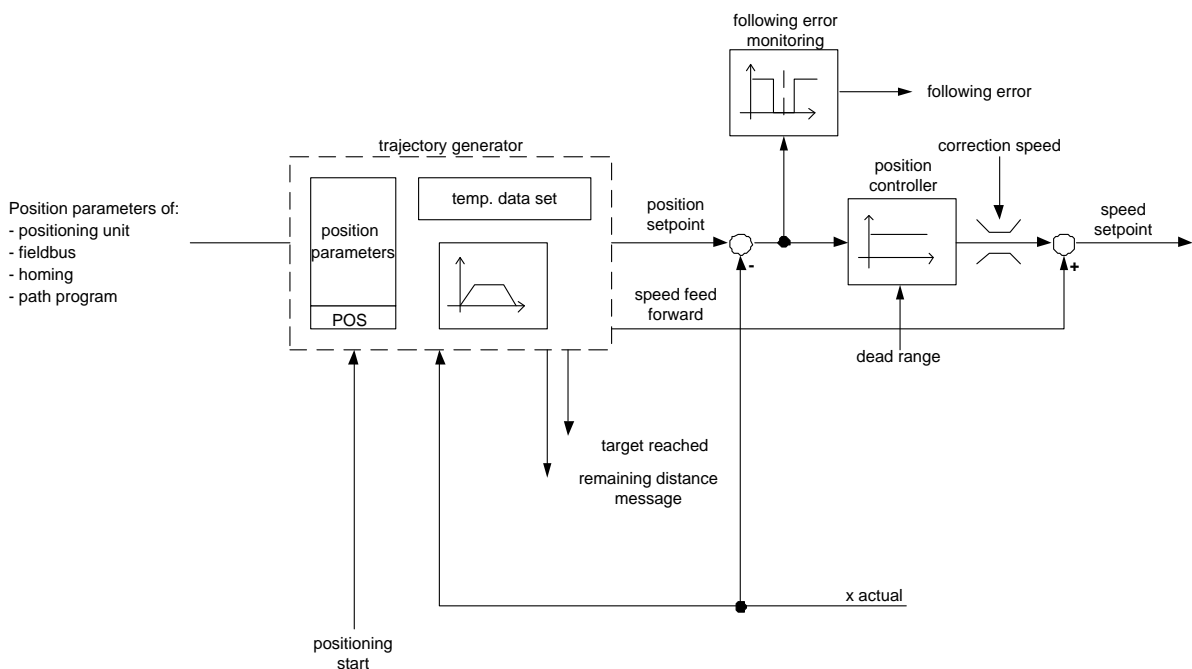 following error
monitoring
following error
trajectory generator
correction speed
position
controller
Position parameters of:
- positioning unit
- fieldbus
- homing
- path program
position
parameters
POS
temp. data set
position
setpoint
-
speed
setpoint
+
speed feed
forward
dead range
target reached
remaining distance
message
x actual
positioning
start